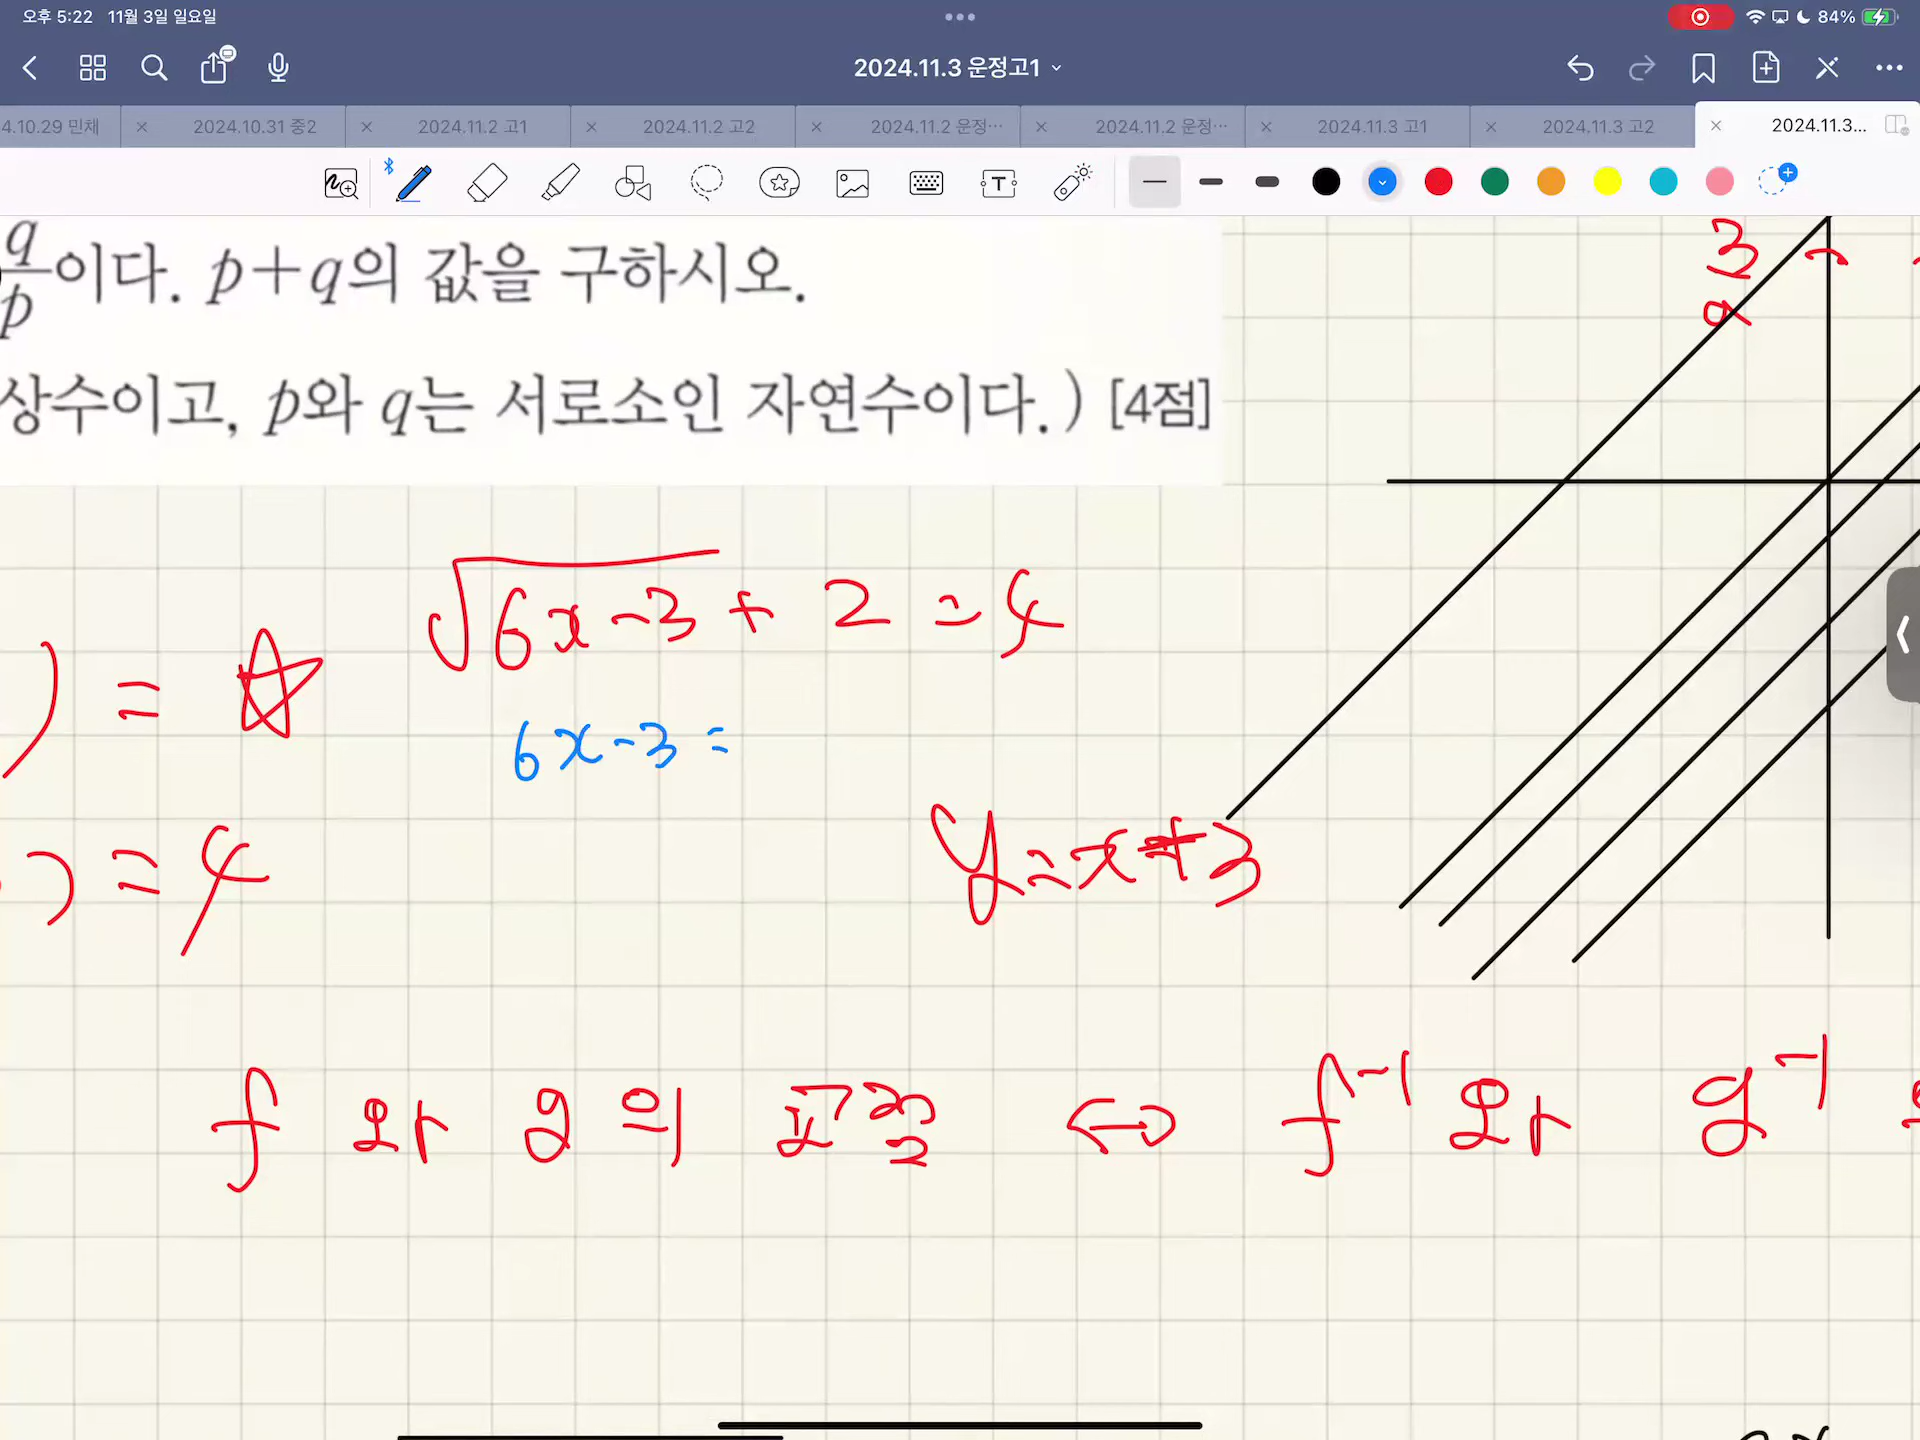 오후 5:22 11월 3일 일요일
84%
2024.11.3 운정고1
4.10.29 민채
2024.10.31 중2
2024.11.2 고1
2024.11.2 고2
2024.11.2 운정…
2024.11.2 운정…
2024.11.3 고1
2024.11.3 고2
2024.11.3...
q/p이다. p+q의 값을 구하시오.
상수이고, p와 q는 서로소인 자연수이다.) [4점]
3
) = ☆
√6x-3 + 2 = 4
6x-3 =
) = 4
y=x+3
f 와 g 의 교점 ⇔ f⁻¹ 와 g⁻¹